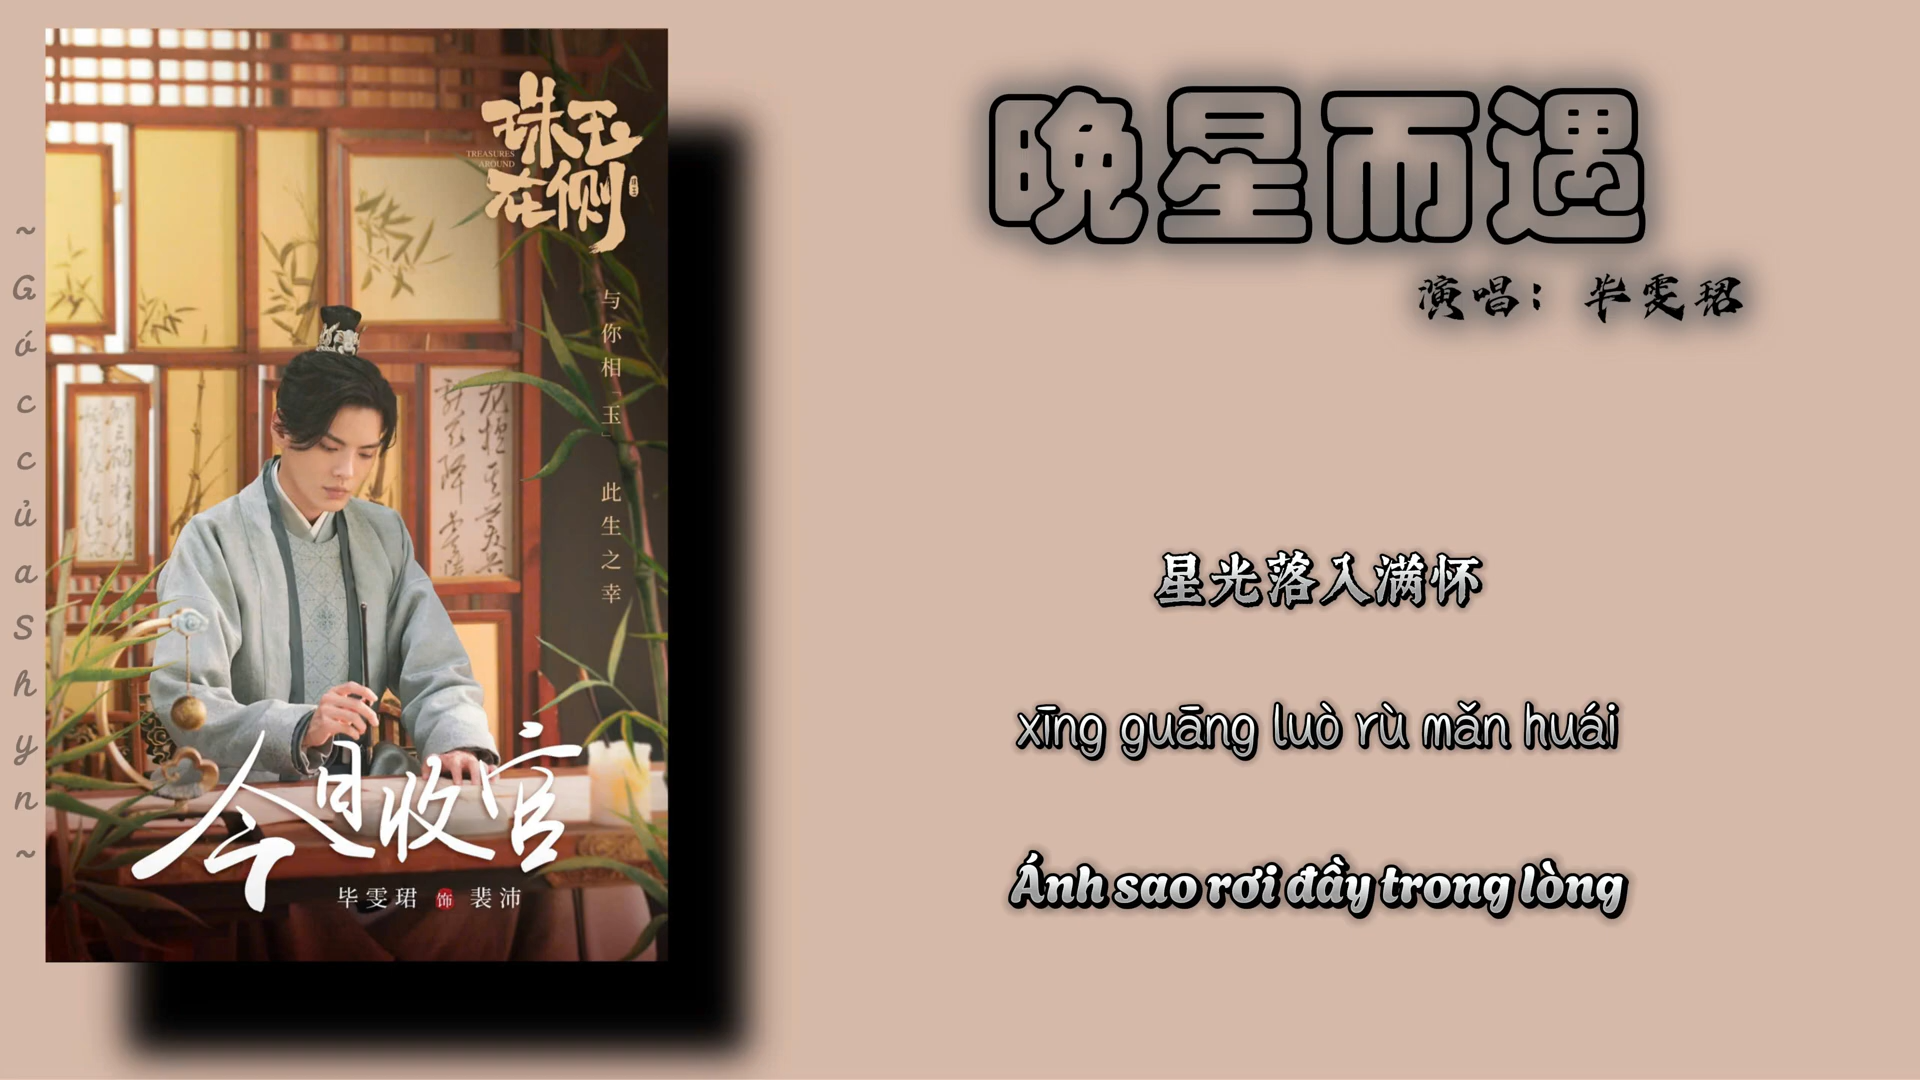 ~GóccủaShyn~
珠玉在侧
TREASURES
AROUND
与你相「玉」 此生之幸
今日收官
毕雯珺 饰 裴沛
晚星而遇
演唱：毕雯珺
星光落入满怀
xīng guāng luò rù mǎn huái
Ánh sao rơi đầy trong lòng